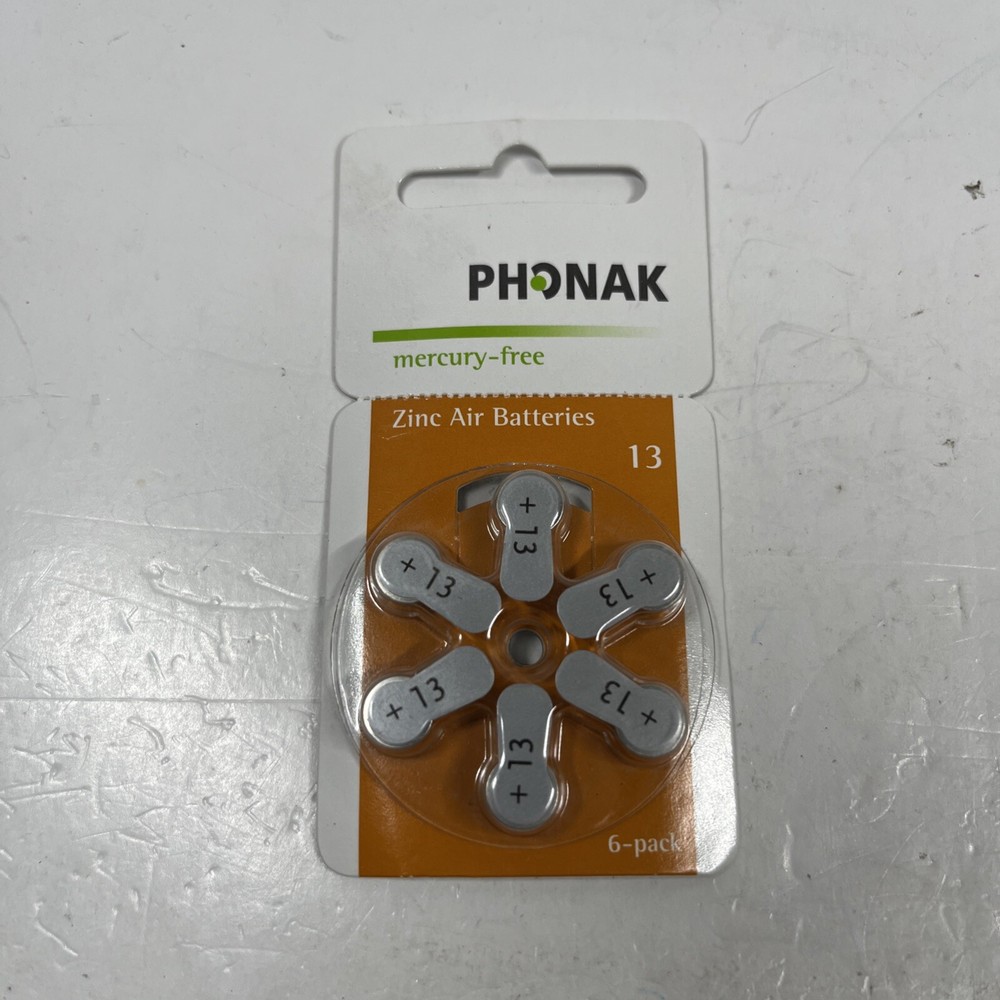 PHONAK
mercury-free
Zinc Air Batteries
13
+ 13
+ 13
+ 13
+ 13
+ 13
+ 13
6-pack